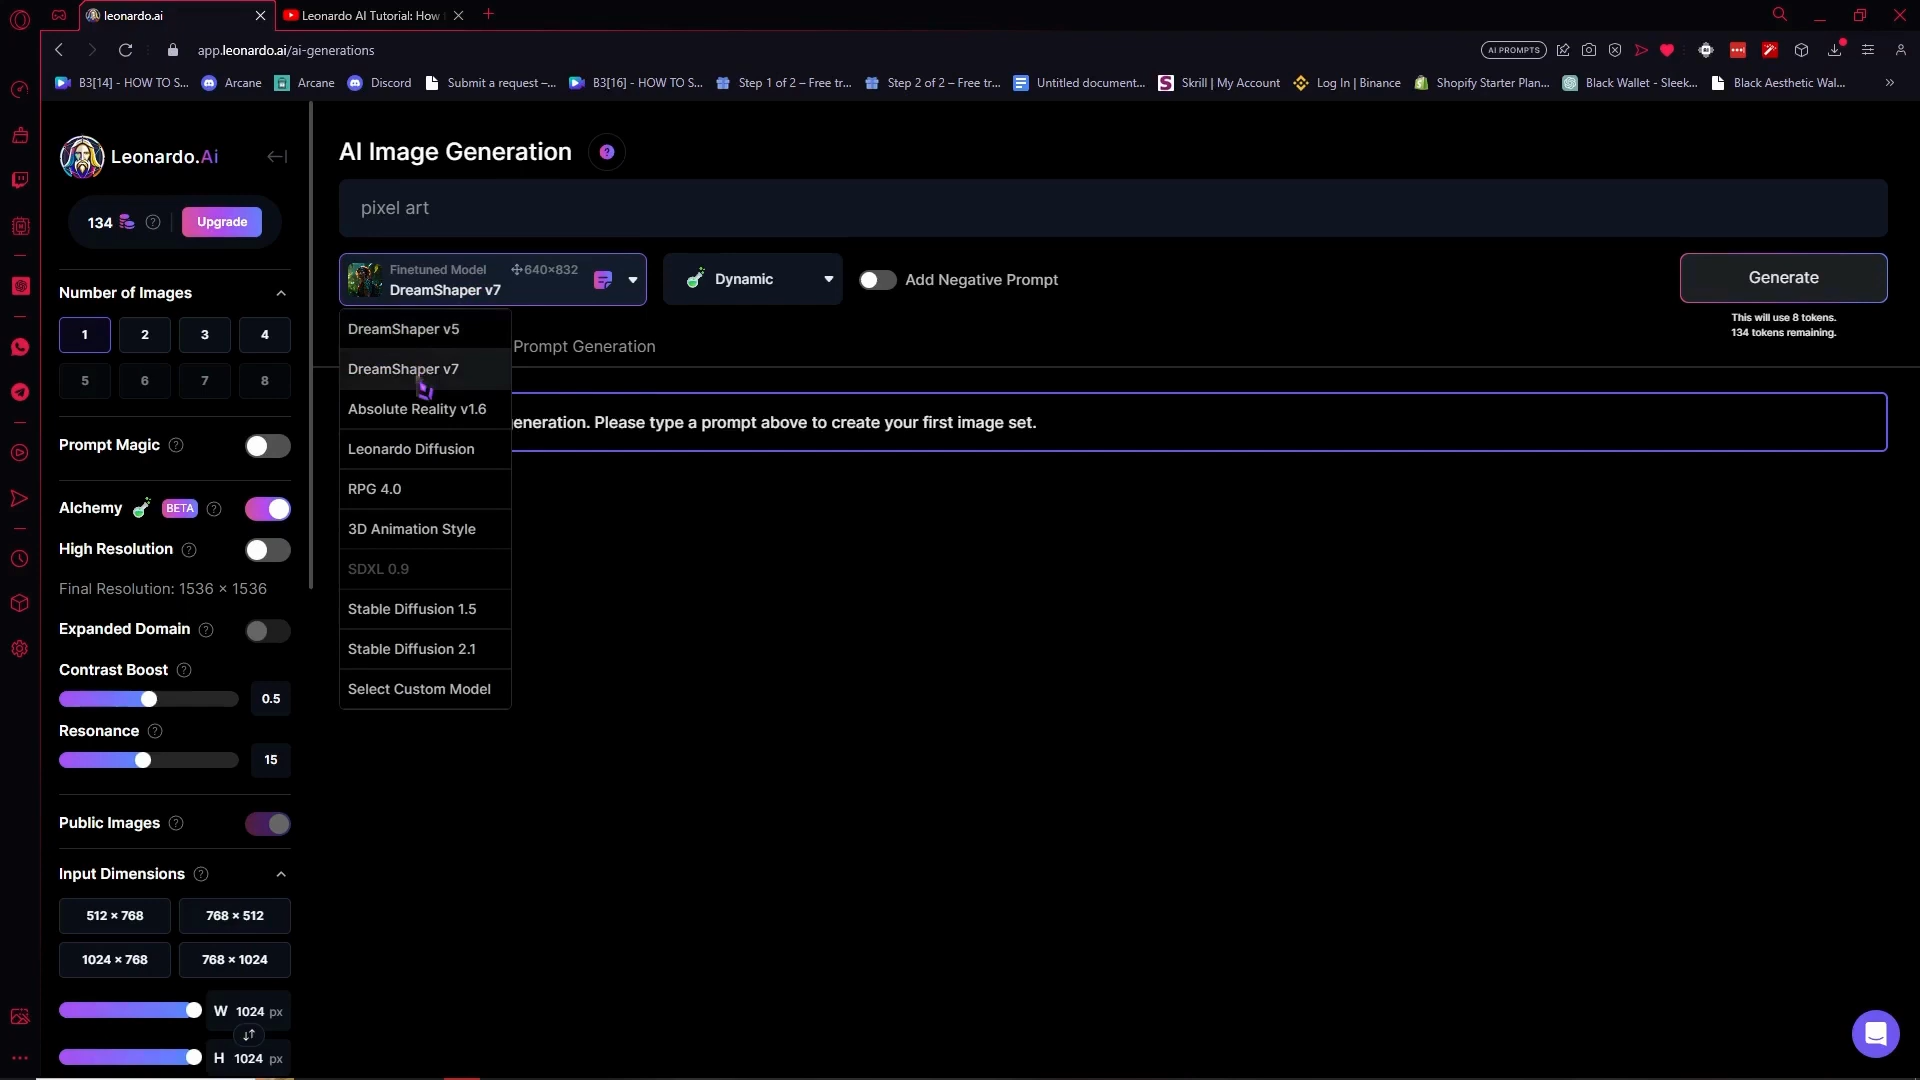 leonardo.ai
Leonardo AI Tutorial: How
app.leonardo.ai/ai-generations
AI PROMPTS
B3[14] - HOW TO S...
Arcane
Arcane
Discord
Submit a request –...
B3[16] - HOW TO S...
Step 1 of 2 – Free tr...
Step 2 of 2 – Free tr...
Untitled document...
Skrill | My Account
Log In | Binance
Shopify Starter Plan...
Black Wallet - Sleek...
Black Aesthetic Wal...
Leonardo.Ai
134
Upgrade
Number of Images
1 2 3 4
5 6 7 8
Prompt Magic
Alchemy BETA
High Resolution
Final Resolution: 1536 × 1536
Expanded Domain
Contrast Boost
0.5
Resonance
15
Public Images
Input Dimensions
512 × 768
768 × 512
1024 × 768
768 × 1024
W 1024 px
H 1024 px
AI Image Generation
pixel art
Finetuned Model
640×832
DreamShaper v7
Dynamic
Add Negative Prompt
Generate
This will use 8 tokens.
134 tokens remaining.
DreamShaper v5
DreamShaper v7
Absolute Reality v1.6
Leonardo Diffusion
RPG 4.0
3D Animation Style
SDXL 0.9
Stable Diffusion 1.5
Stable Diffusion 2.1
Select Custom Model
Prompt Generation
eneration. Please type a prompt above to create your first image set.